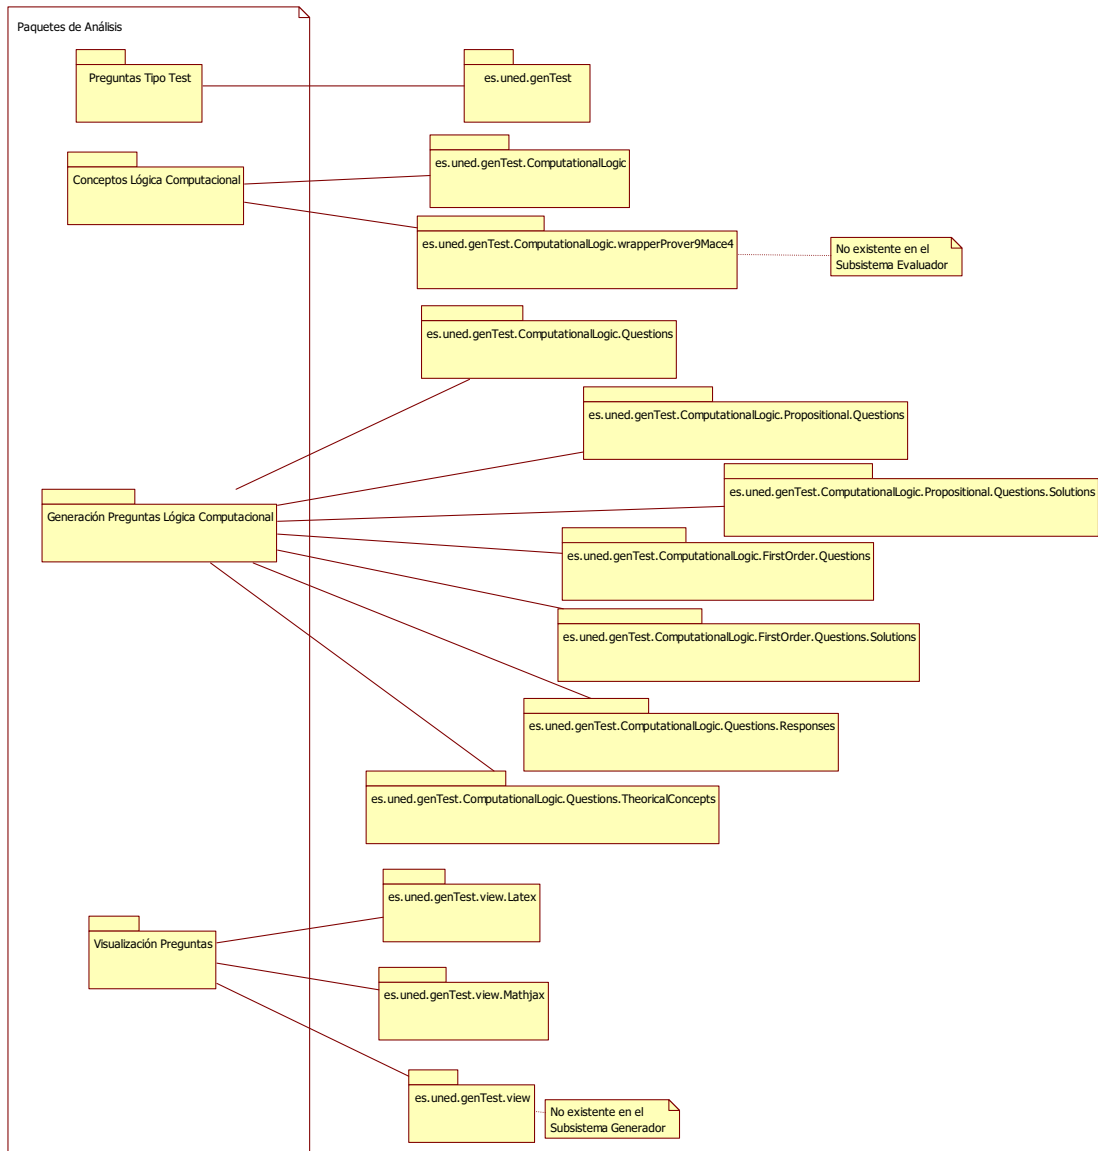 Paquetes de Análisis
Preguntas Tipo Test
es.uned.genTest
es.uned.genTest.ComputationalLogic
Conceptos Lógica Computacional
es.uned.genTest.ComputationalLogic.wrapperProver9Mace4
No existente en el
Subsistema Evaluador
es.uned.genTest.ComputationalLogic.Questions
es.uned.genTest.ComputationalLogic.Propositional.Questions
es.uned.genTest.ComputationalLogic.Propositional.Questions.Solutions
Generación Preguntas Lógica Computacional
es.uned.genTest.ComputationalLogic.FirstOrder.Questions
es.uned.genTest.ComputationalLogic.FirstOrder.Questions.Solutions
es.uned.genTest.ComputationalLogic.Questions.Responses
es.uned.genTest.ComputationalLogic.Questions.TheoricalConcepts
es.uned.genTest.view.Latex
Visualización Preguntas
es.uned.genTest.view.Mathjax
es.uned.genTest.view
No existente en el
Subsistema Generador